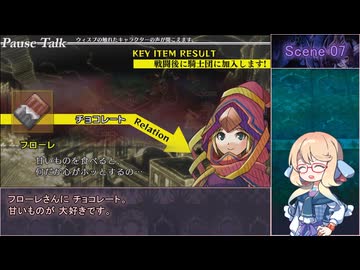 Pause Talk
ウィスプの触れたキャラクターの声が聞こえます。
KEY ITEM RESULT
戦闘後に騎士団に加入します!
Scene 07
チョコレート
Relation
フローレ
甘いものを食べると、
何だか心がホッとするの…
フローレさんに チョコレート。
甘いものが 大好きです。